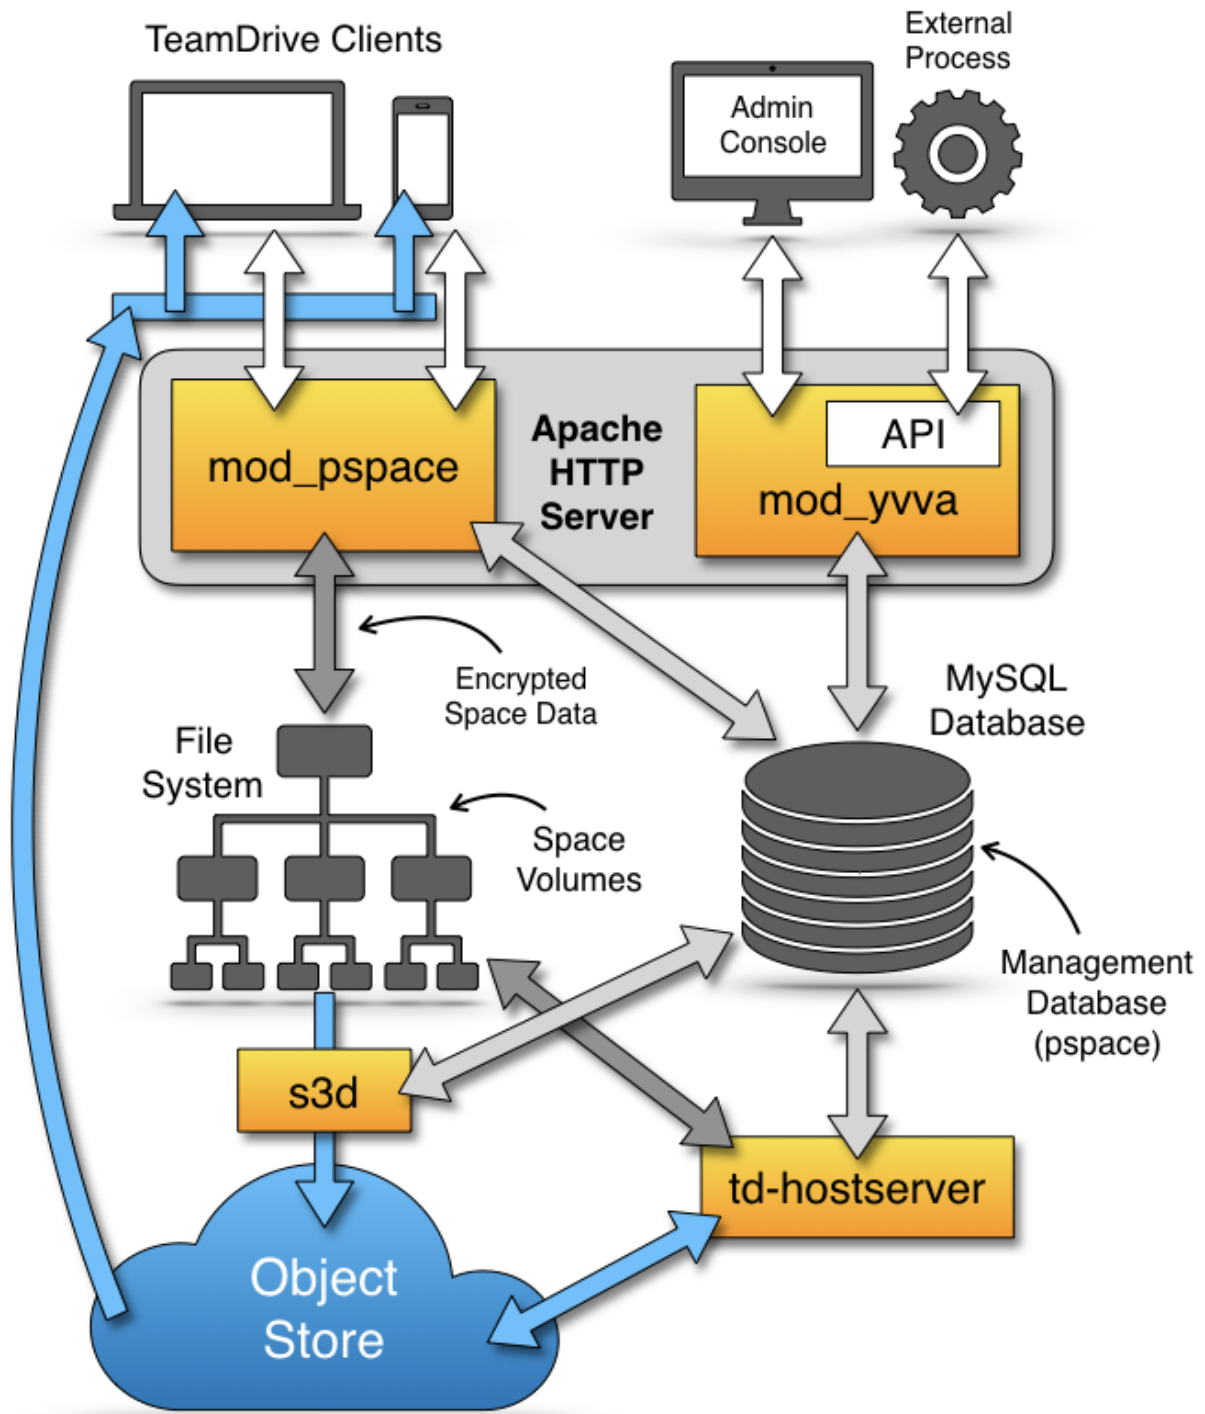 TeamDrive Clients
External
Process
Admin
Console
mod_pspace
Apache
HTTP
Server
API
mod_yvva
Encrypted
Space Data
MySQL
Database
File
System
Space
Volumes
Management
Database
(pspace)
s3d
td-hostserver
Object
Store